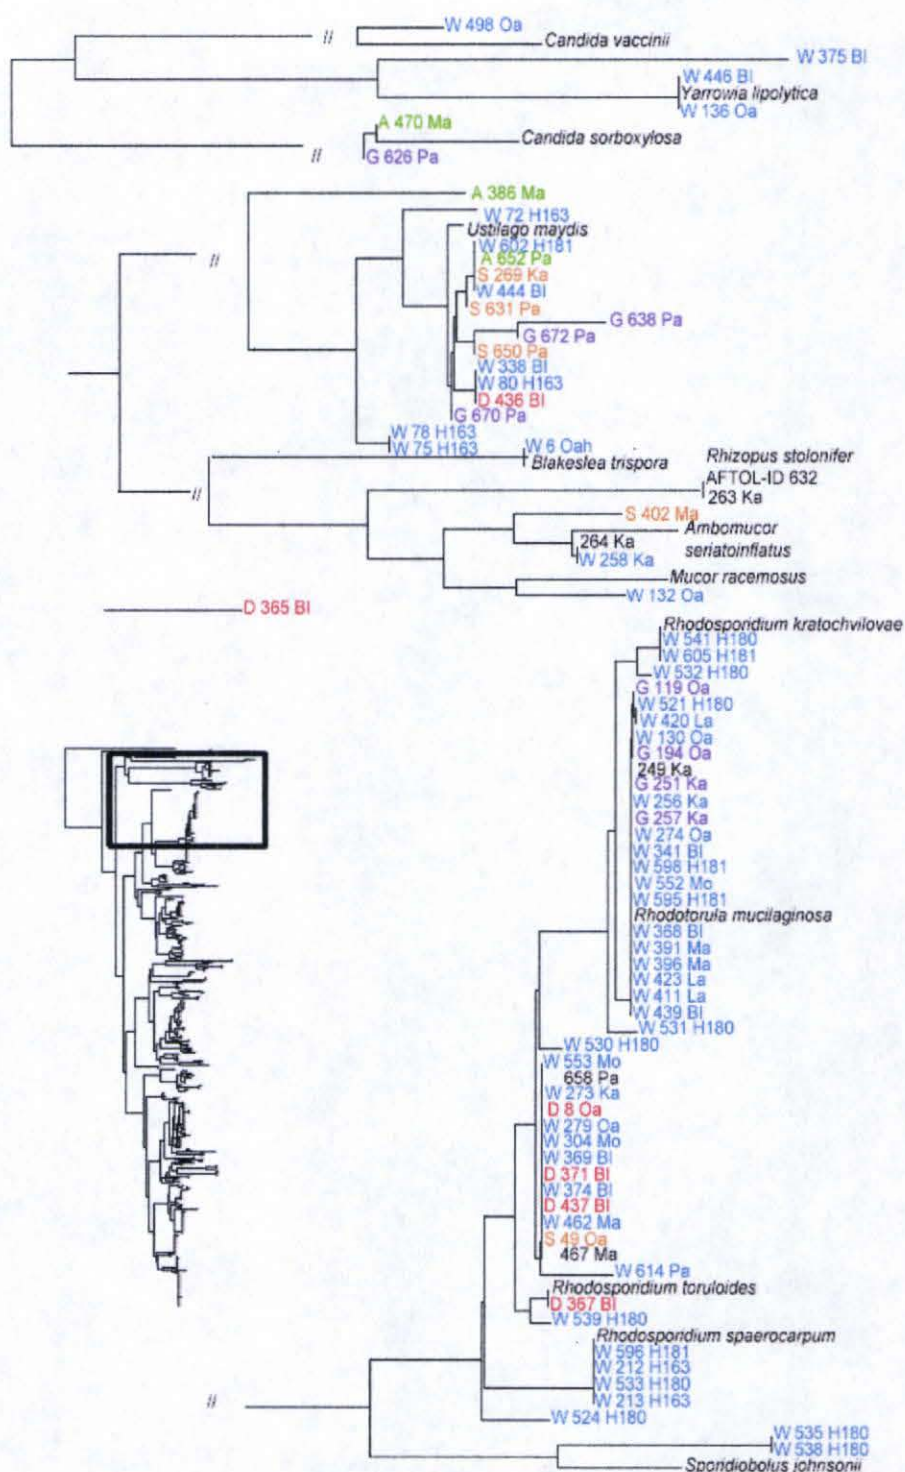 W 498 Oa
Candida vaccinii
W 375 Bl
W 446 Bl
Yarrowia lipolytica
W 136 Oa
A 470 Ma
Candida sorboxylosa
G 626 Pa
A 386 Ma
W 72 H163
Ustilago maydis
W 602 H181
A 652 Pa
S 269 Ka
W 444 Bl
S 631 Pa
G 638 Pa
G 672 Pa
S 650 Pa
W 338 Bl
W 80 H163
D 436 Bl
G 670 Pa
W 78 H163
W 75 H163
W 6 Oah
Blakeslea trispora
Rhizopus stolonifer
AFTOL-ID 632
263 Ka
S 402 Ma
Ambomucor
seriatoinflatus
264 Ka
W 258 Ka
Mucor racemosus
W 132 Oa
D 365 Bl
Rhodosporidium kratochvilovae
W 541 H180
W 605 H181
W 532 H180
G 119 Oa
W 521 H180
W 420 La
W 130 Oa
G 194 Oa
249 Ka
G 251 Ka
W 256 Ka
G 257 Ka
W 274 Oa
W 341 Bl
W 598 H181
W 552 Mo
W 595 H181
Rhodotorula mucilaginosa
W 368 Bl
W 391 Ma
W 396 Ma
W 423 La
W 411 La
W 439 Bl
W 531 H180
W 530 H180
W 553 Mo
658 Pa
W 273 Ka
D 8 Oa
W 279 Oa
W 304 Mo
W 369 Bl
D 371 Bl
W 374 Bl
D 437 Bl
W 462 Ma
S 49 Oa
467 Ma
W 614 Pa
Rhodosporidium toruloides
D 367 Bl
W 539 H180
Rhodosporidium spaerocarpum
W 596 H181
W 212 H163
W 533 H180
W 213 H163
W 524 H180
W 535 H180
W 538 H180
Sporidiobolus johnsonii